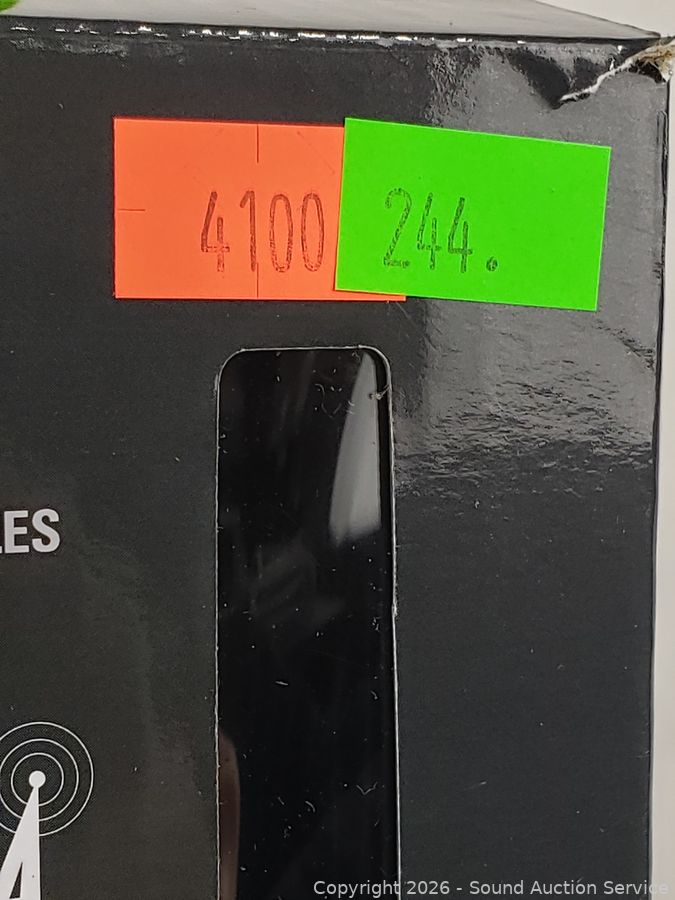 4100
244.
LES
Copyright 2026 - Sound Auction Service